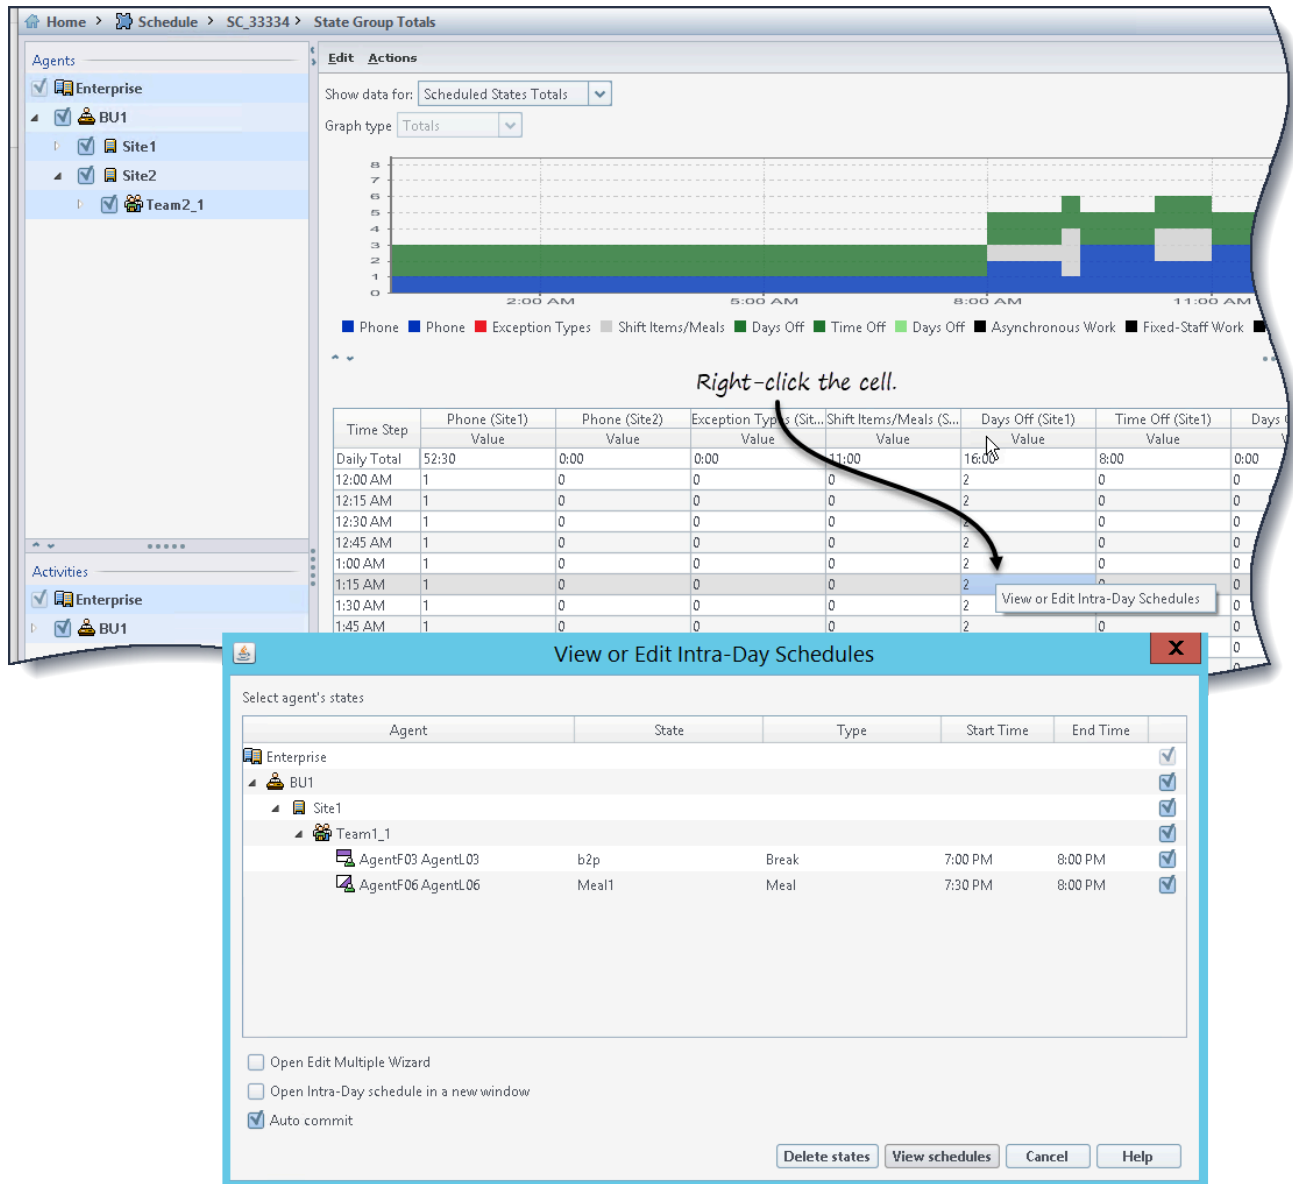 Home > Schedule > SC_33334 > State Group Totals
Agents
Enterprise
BU1
Site1
Site2
Team2_1
Activities
Enterprise
BU1
Edit Actions
Show data for: Scheduled States Totals
Graph type Totals
8
7
6
5
4
3
2
1
0
2:00 AM 5:00 AM 8:00 AM 11:00 AM
Phone Phone Exception Types Shift Items/Meals Days Off Time Off Days Off Asynchronous Work Fixed-Staff Work
Right-click the cell.
Time Step Phone (Site1) Phone (Site2) Exception Types (Sit... Shift Items/Meals (S... Days Off (Site1) Time Off (Site1) Days
Value Value Value Value Value Value
Daily Total 52:30 0:00 0:00 11:00 16:00 8:00 0:00
12:00 AM 1 0 0 0 2 0 0
12:15 AM 1 0 0 0 2 0 0
12:30 AM 1 0 0 0 2 0 0
12:45 AM 1 0 0 0 2 0 0
1:00 AM 1 0 0 0 2 0 0
1:15 AM 1 0 0 0 2 0 0
View or Edit Intra-Day Schedules
1:30 AM 1 0 0 0 2 0
1:45 AM 1 0 0 0 2 0 0
0
0
View or Edit Intra-Day Schedules
X
Select agent's states
Agent State Type Start Time End Time
Enterprise
BU1
Site1
Team1_1
AgentF03 AgentL03 b2p Break 7:00 PM 8:00 PM
AgentF06 AgentL06 Meal1 Meal 7:30 PM 8:00 PM
Open Edit Multiple Wizard
Open Intra-Day schedule in a new window
Auto commit
Delete states View schedules Cancel Help